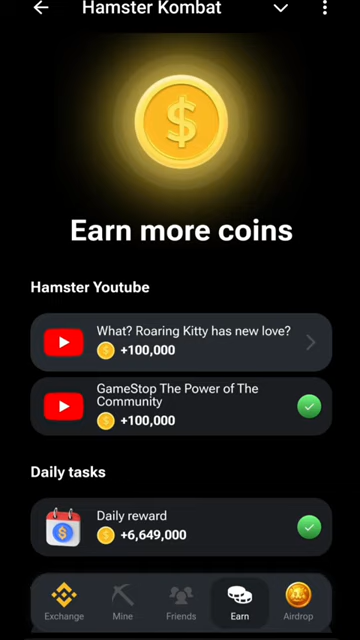 Hamster Kombat
Earn more coins
Hamster Youtube
What? Roaring Kitty has new love?
+100,000
GameStop The Power of The
Community
+100,000
Daily tasks
Daily reward
+6,649,000
Exchange
Mine
Friends
Earn
Airdrop